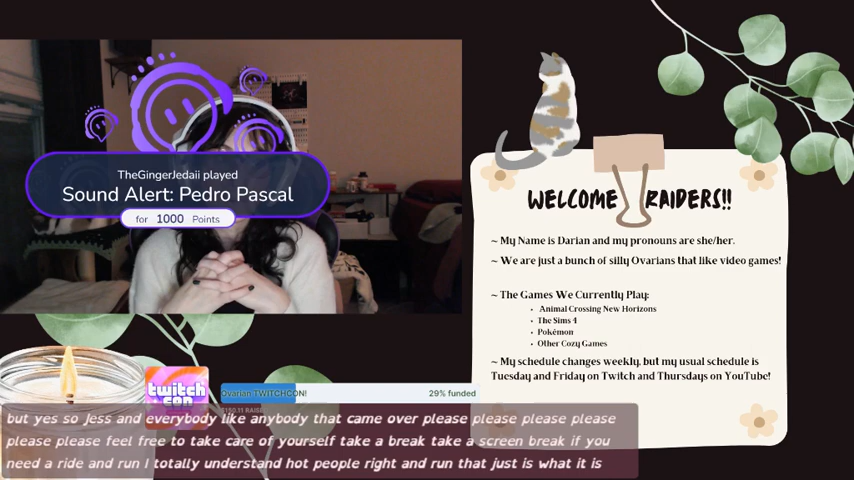 TheGingerJedaii played
Sound Alert: Pedro Pascal
for 1000 Points
WELCOME RAIDERS!!
~ My Name is Darian and my pronouns are she/her.
~ We are just a bunch of silly Ovarians that like video games!
~ The Games We Currently Play:
• Animal Crossing New Horizons
• The Sims 4
• Pokémon
• Other Cozy Games
~ My schedule changes weekly, but my usual schedule is
Tuesday and Friday on Twitch and Thursdays on YouTube!
twitch
con
Ovarian TWITCHCON! 29% funded
but yes so Jess and everybody like anybody that came over please please please please
please please feel free to take care of yourself take a break take a screen break if you
need a ride and run I totally understand hot people right and run that just is what it is